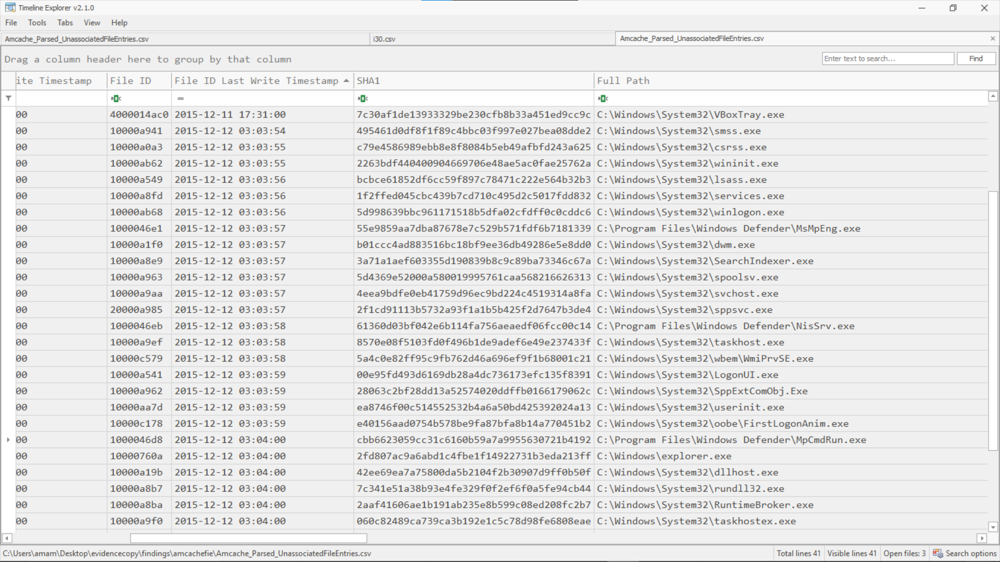 Timeline Explorer v2.1.0
File Tools Tabs View Help
Amcache_Parsed_UnassociatedFileEntries.csv i30.csv Amcache_Parsed_UnassociatedFileEntries.csv
Drag a column header here to group by that column Enter text to search... Find
ite Timestamp File ID File ID Last Write Timestamp SHA1 Full Path
=
00 4000014ac0 2015-12-11 17:31:00 7c30af1de13933329be230cfb8b33a451ed9cc9c C:\Windows\System32\VBoxTray.exe
00 10000a941 2015-12-12 03:03:54 495461d0df8f1f89c4bbc03f997e027bea08dde2 C:\Windows\System32\smss.exe
00 10000a0a3 2015-12-12 03:03:55 c79e4586989ebb8e8f8084b5eb49afbfd243a625 C:\Windows\System32\csrss.exe
00 10000ab62 2015-12-12 03:03:55 2263bdf440400904669706e48ae5ac0fae25762a C:\Windows\System32\wininit.exe
00 10000a549 2015-12-12 03:03:56 bcbce61852df6cc59f897c78471c222e564b32b3 C:\Windows\System32\lsass.exe
00 10000a8fd 2015-12-12 03:03:56 1f2ffed045cbc439b7cd710c495d2c5017fdd832 C:\Windows\System32\services.exe
00 10000ab68 2015-12-12 03:03:56 5d998639bbc961171518b5dfa02cfdff0c0cddc6 C:\Windows\System32\winlogon.exe
00 1000046e1 2015-12-12 03:03:57 55e9859aa7dba87678e7c529b571fdf6b7181339 C:\Program Files\Windows Defender\MsMpEng.exe
00 10000a1f0 2015-12-12 03:03:57 b01ccc4ad883516bc18bf9ee36db49286e5e8dd0 C:\Windows\System32\dwm.exe
00 10000a8e9 2015-12-12 03:03:57 3a71a1aef603355d190839b8c9c89ba73346c67a C:\Windows\System32\SearchIndexer.exe
00 10000a963 2015-12-12 03:03:57 5d4369e52000a580019995761caa568216626313 C:\Windows\System32\spoolsv.exe
00 10000a9aa 2015-12-12 03:03:57 4eea9bdfe0eb41759d96ec9bd224c4519314a8fa C:\Windows\System32\svchost.exe
00 20000a985 2015-12-12 03:03:57 2f1cd91113b5732a93f1a1b5b425f2d7647b3de4 C:\Windows\System32\sppsvc.exe
00 1000046eb 2015-12-12 03:03:58 61360d03bf042e6b114fa756aeaedf06fcc00c14 C:\Program Files\Windows Defender\NisSrv.exe
00 10000a9ef 2015-12-12 03:03:58 8570e08f5103fd0f496b1de9adef6e49e237433f C:\Windows\System32\taskhost.exe
00 10000c579 2015-12-12 03:03:58 5a4c0e82ff95c9fb762d46a696ef9f1b68001c21 C:\Windows\System32\wbem\WmiPrvSE.exe
00 10000a541 2015-12-12 03:03:59 00e95fd493d6169db28a4dc736173efc135f8391 C:\Windows\System32\LogonUI.exe
00 10000a962 2015-12-12 03:03:59 28063c2bf28dd13a52574020ddffb0166179062c C:\Windows\System32\SppExtComObj.Exe
00 10000aa7d 2015-12-12 03:03:59 ea8746f00c514552532b4a6a50bd425392024a13 C:\Windows\System32\userinit.exe
00 10000c178 2015-12-12 03:03:59 e40156aad0754b578be9fa87bfa8b14a770451b2 C:\Windows\System32\oobe\FirstLogonAnim.exe
00 1000046d8 2015-12-12 03:04:00 cbb6623059cc31c6160b59a7a9955630721b4192 C:\Program Files\Windows Defender\MpCmdRun.exe
00 10000760a 2015-12-12 03:04:00 2fd807ac9a6abd1c4fbe1f14922731b3eda213ff C:\Windows\explorer.exe
00 10000a19b 2015-12-12 03:04:00 42ee69ea7a75800da5b2104f2b30907d9ff0b50f C:\Windows\System32\dllhost.exe
00 10000a8b7 2015-12-12 03:04:00 7c341e51a38b93e4fe329f0f2ef6f0a5fe94cb44 C:\Windows\System32\rundll32.exe
00 10000a8ba 2015-12-12 03:04:00 2aaf41606ae1b191ab235e8b599c08ed208fc2b7 C:\Windows\System32\RuntimeBroker.exe
00 10000a9f0 2015-12-12 03:04:00 060c82489ca739ca3b192e1c5c78d98fe6808eae C:\Windows\System32\taskhostex.exe
C:\Users\amam\Desktop\evidencecopy\findings\amcachefie\Amcache_Parsed_UnassociatedFileEntries.csv Total lines 41 Visible lines 41 Open files: 3 Search options